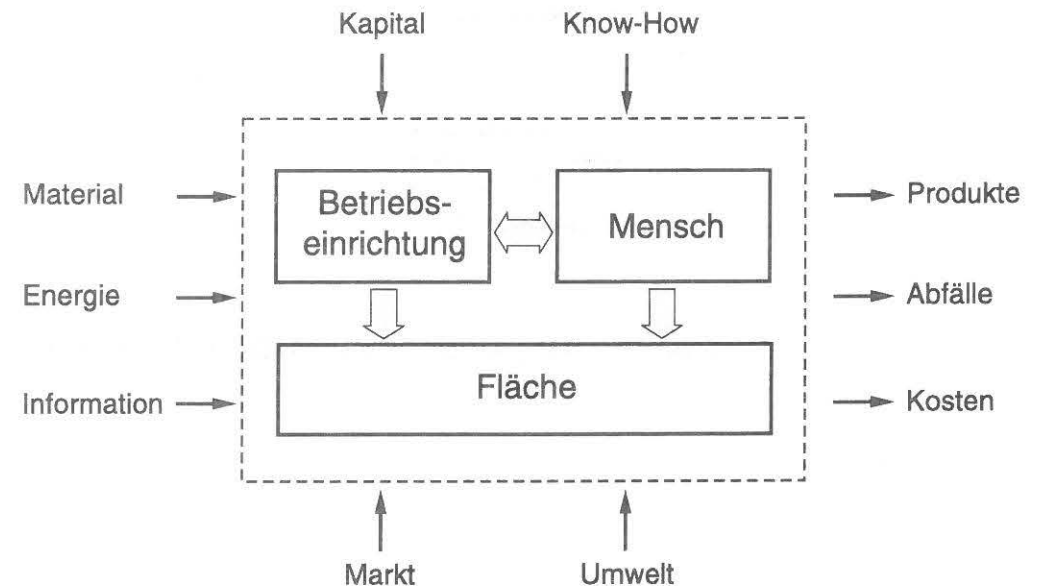 Kapital
Know-How
Material
Betriebs-
einrichtung
Mensch
Produkte
Energie
Abfälle
Fläche
Information
Kosten
Markt
Umwelt